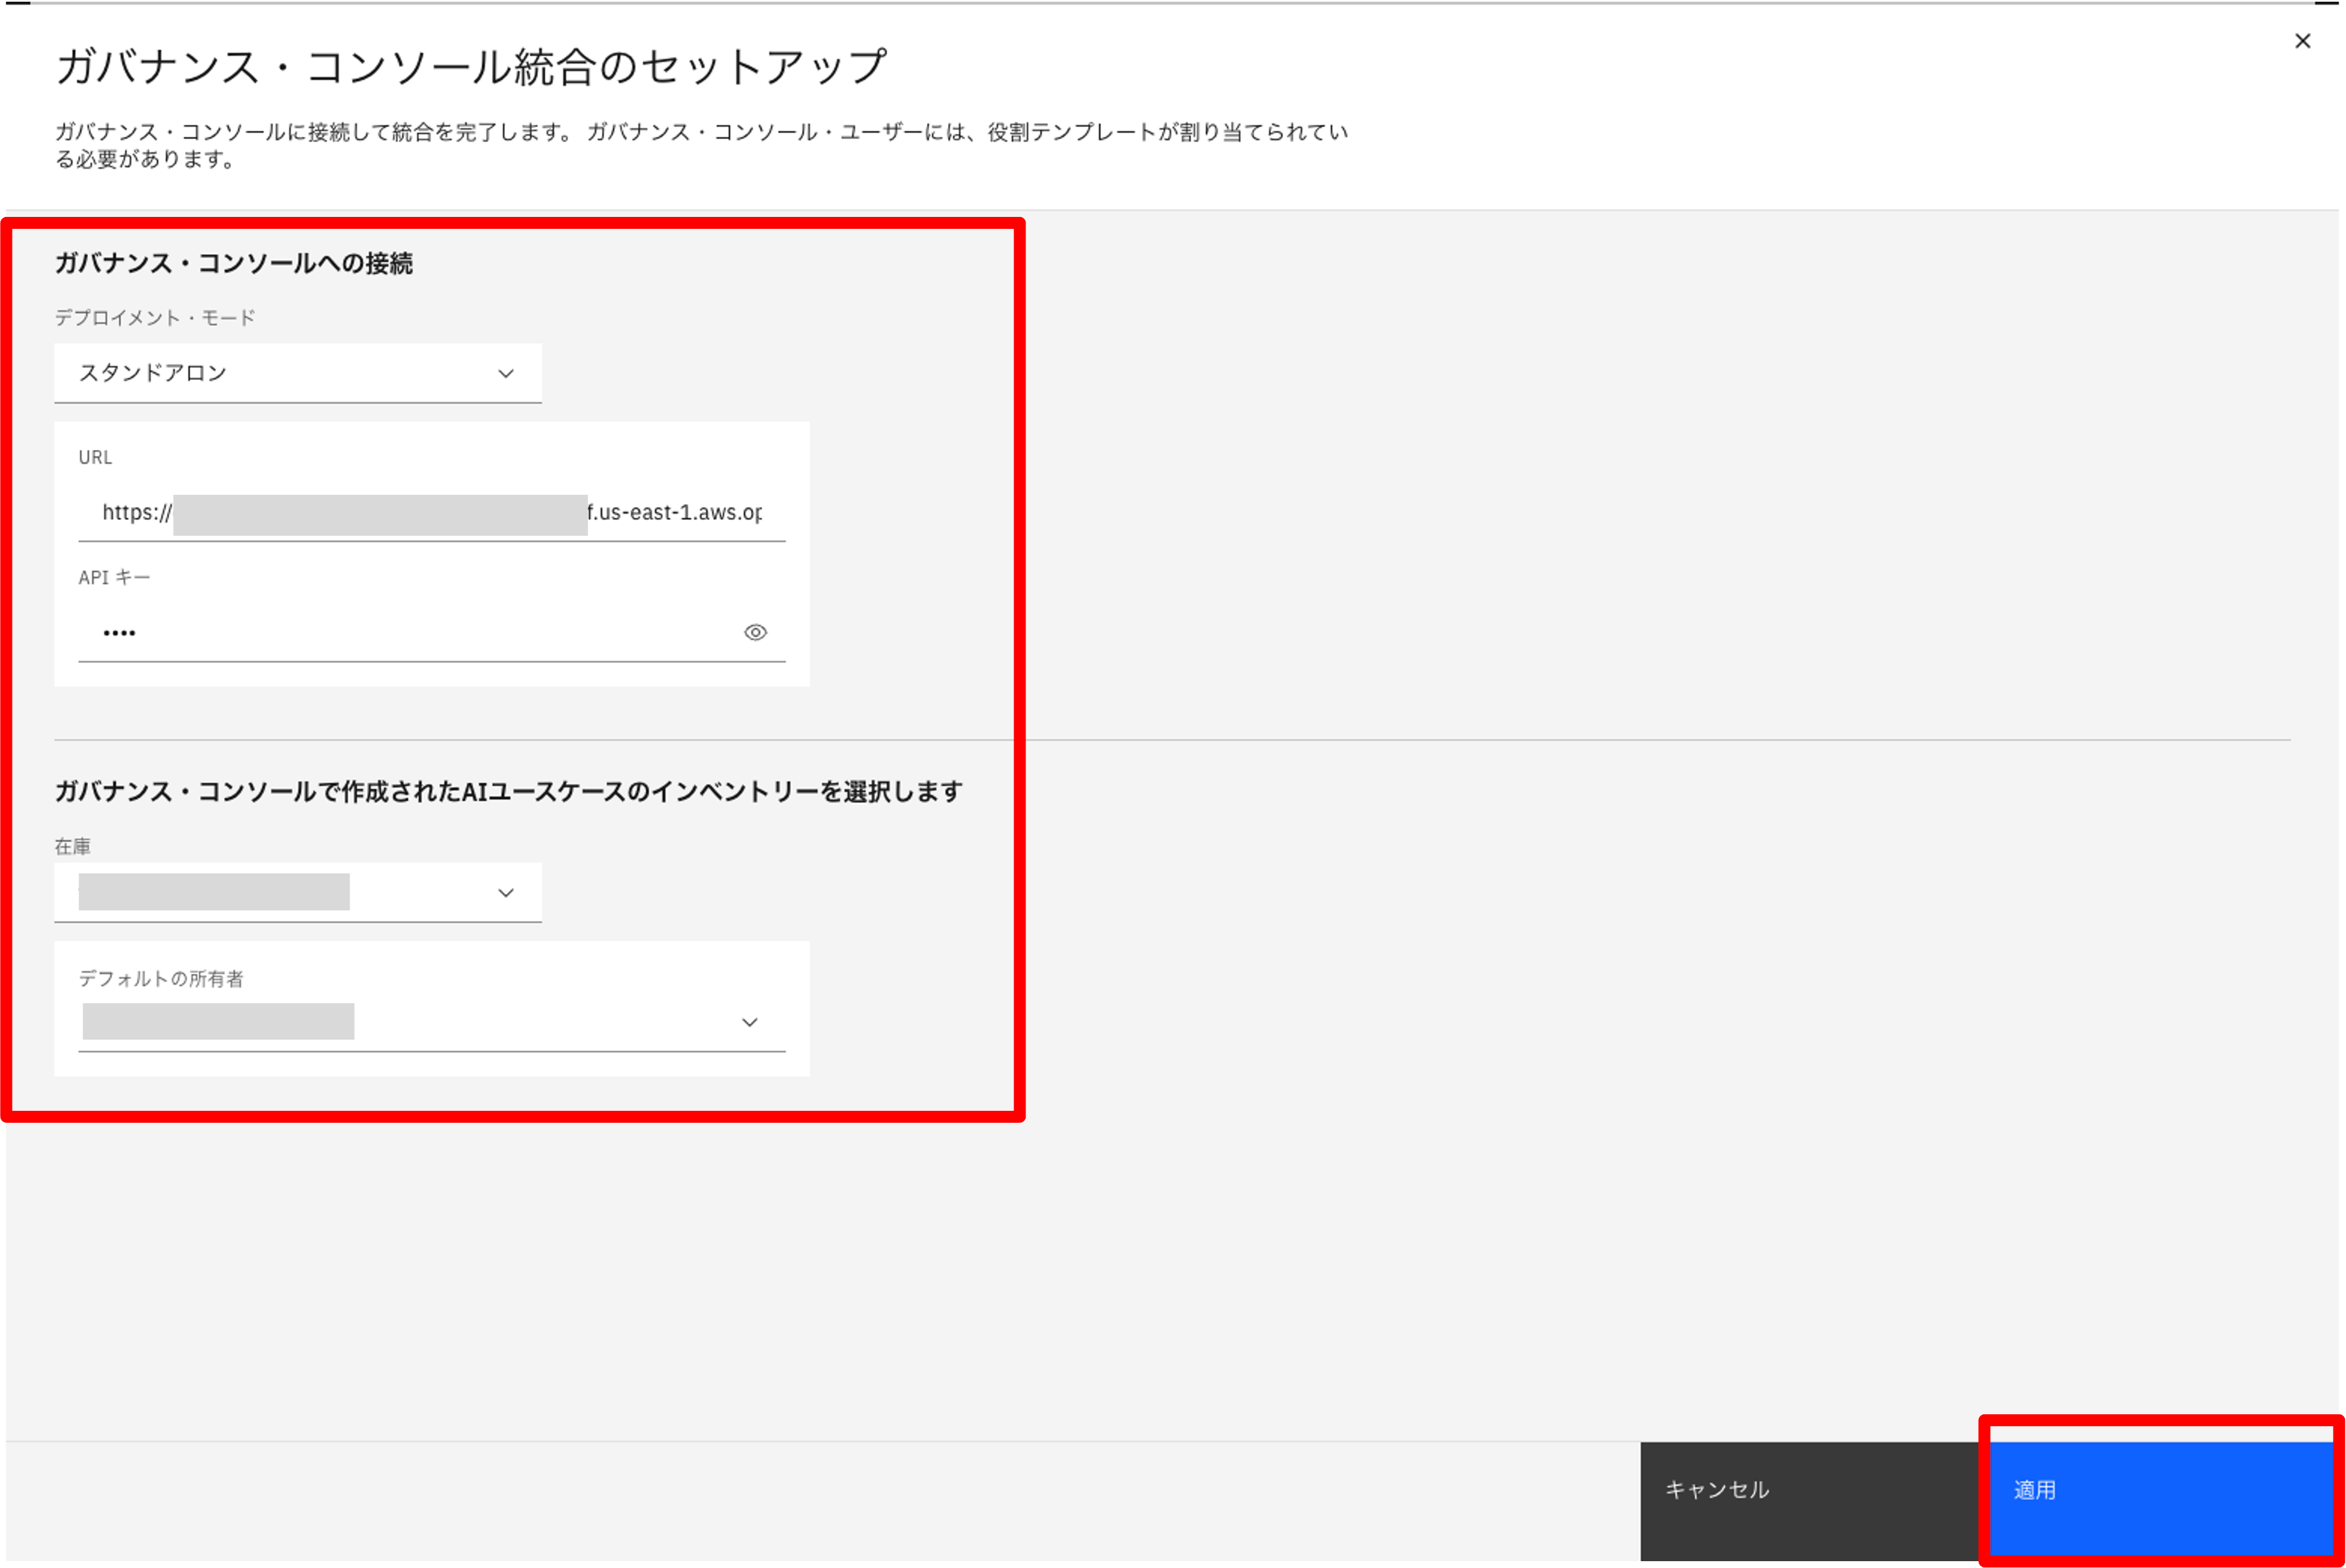 ガバナンス・コンソール統合のセットアップ
ガバナンス・コンソールに接続して統合を完了します。 ガバナンス・コンソール・ユーザーには、役割テンプレートが割り当てられてい
る必要があります。
ガバナンス・コンソールへの接続
デプロイメント・モード
スタンドアロン
URL
https://
f.us-east-1.aws.op
API キー
••••
ガバナンス・コンソールで作成されたAIユースケースのインベントリーを選択します
在庫
デフォルトの所有者
キャンセル
適用